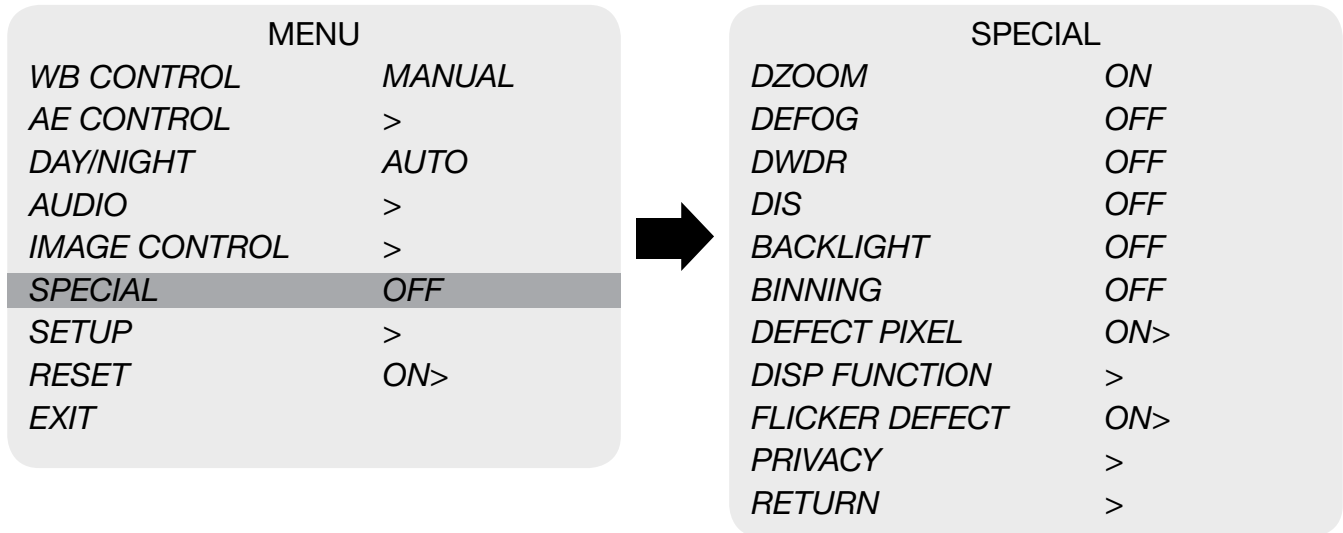 MENU
WB CONTROL MANUAL
AE CONTROL >
DAY/NIGHT AUTO
AUDIO >
IMAGE CONTROL >
SPECIAL OFF
SETUP >
RESET ON>
EXIT
SPECIAL
DZOOM ON
DEFOG OFF
DWDR OFF
DIS OFF
BACKLIGHT OFF
BINNING OFF
DEFECT PIXEL ON>
DISP FUNCTION >
FLICKER DEFECT ON>
PRIVACY >
RETURN >